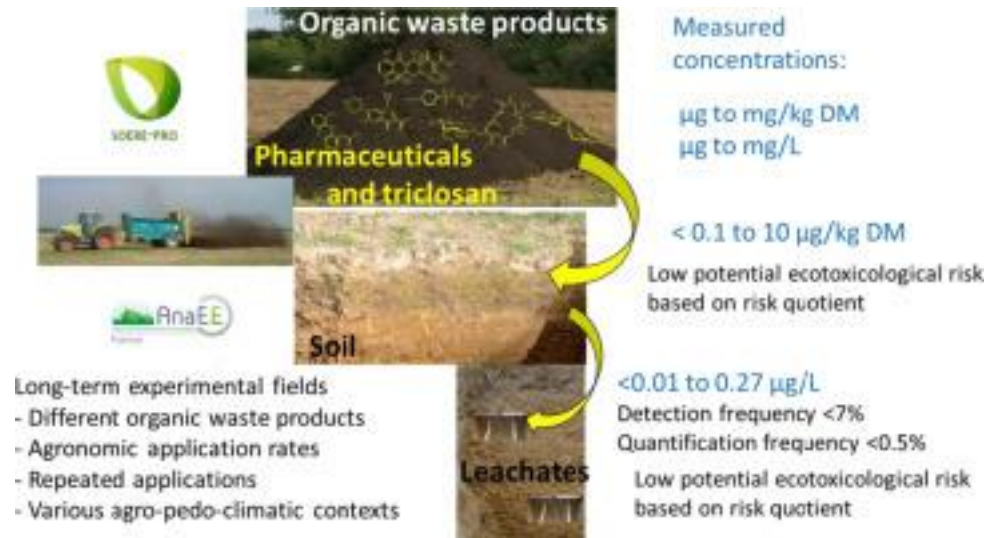 Organic waste products
Pharmaceuticals
and triclosan
Measured
concentrations:
µg to mg/kg DM
µg to mg/L
SOERE-PRO
< 0.1 to 10 µg/kg DM
Low potential ecotoxicological risk
based on risk quotient
AnaEE
France
Soil
Long-term experimental fields
- Different organic waste products
- Agronomic application rates
- Repeated applications
- Various agro-pedo-climatic contexts
Leachates
<0.01 to 0.27 µg/L
Detection frequency <7%
Quantification frequency <0.5%
Low potential ecotoxicological risk
based on risk quotient